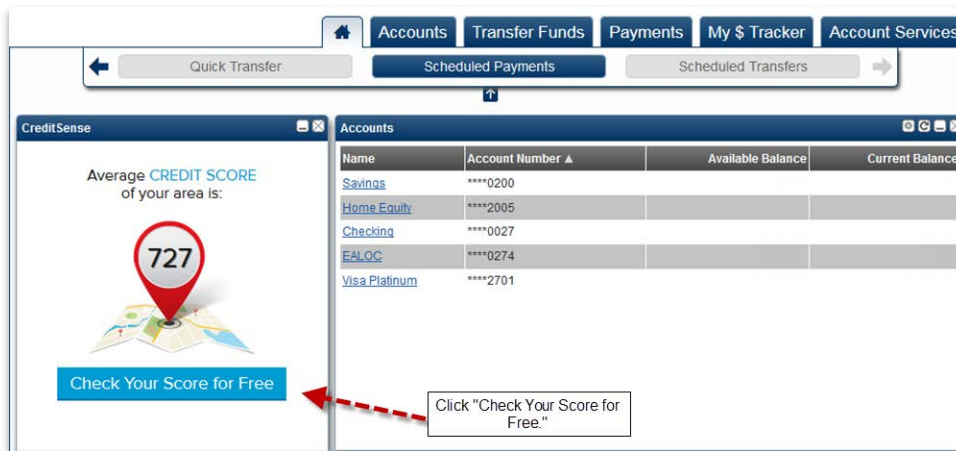 Accounts Transfer Funds Payments My $ Tracker Account Services
Quick Transfer Scheduled Payments Scheduled Transfers
CreditSense
Average CREDIT SCORE
of your area is:
727
Check Your Score for Free
Accounts
Name Account Number ▲ Available Balance Current Balance
Savings ****0200
Home Equity ****2005
Checking ****0027
EALOC ****0274
Visa Platinum ****2701
Click "Check Your Score for
Free."